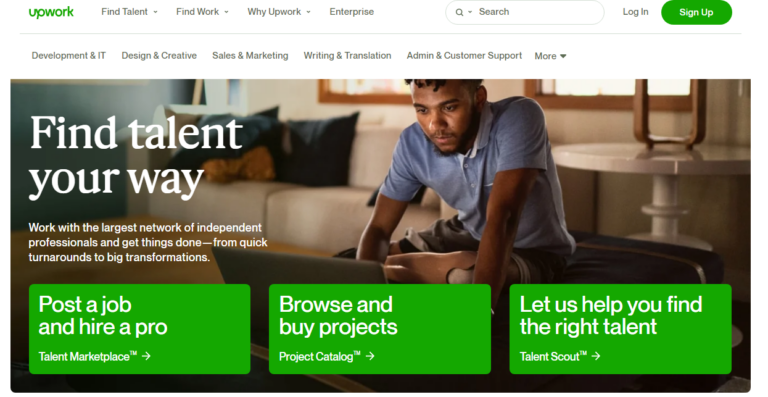 upwork Find Talent Find Work Why Upwork Enterprise Search Log In Sign Up
Development & IT Design & Creative Sales & Marketing Writing & Translation Admin & Customer Support More
Find talent
your way
Work with the largest network of independent
professionals and get things done—from quick
turnarounds to big transformations.
Post a job
and hire a pro
Talent Marketplace™ →
Browse and
buy projects
Project Catalog™ →
Let us help you find
the right talent
Talent Scout™ →